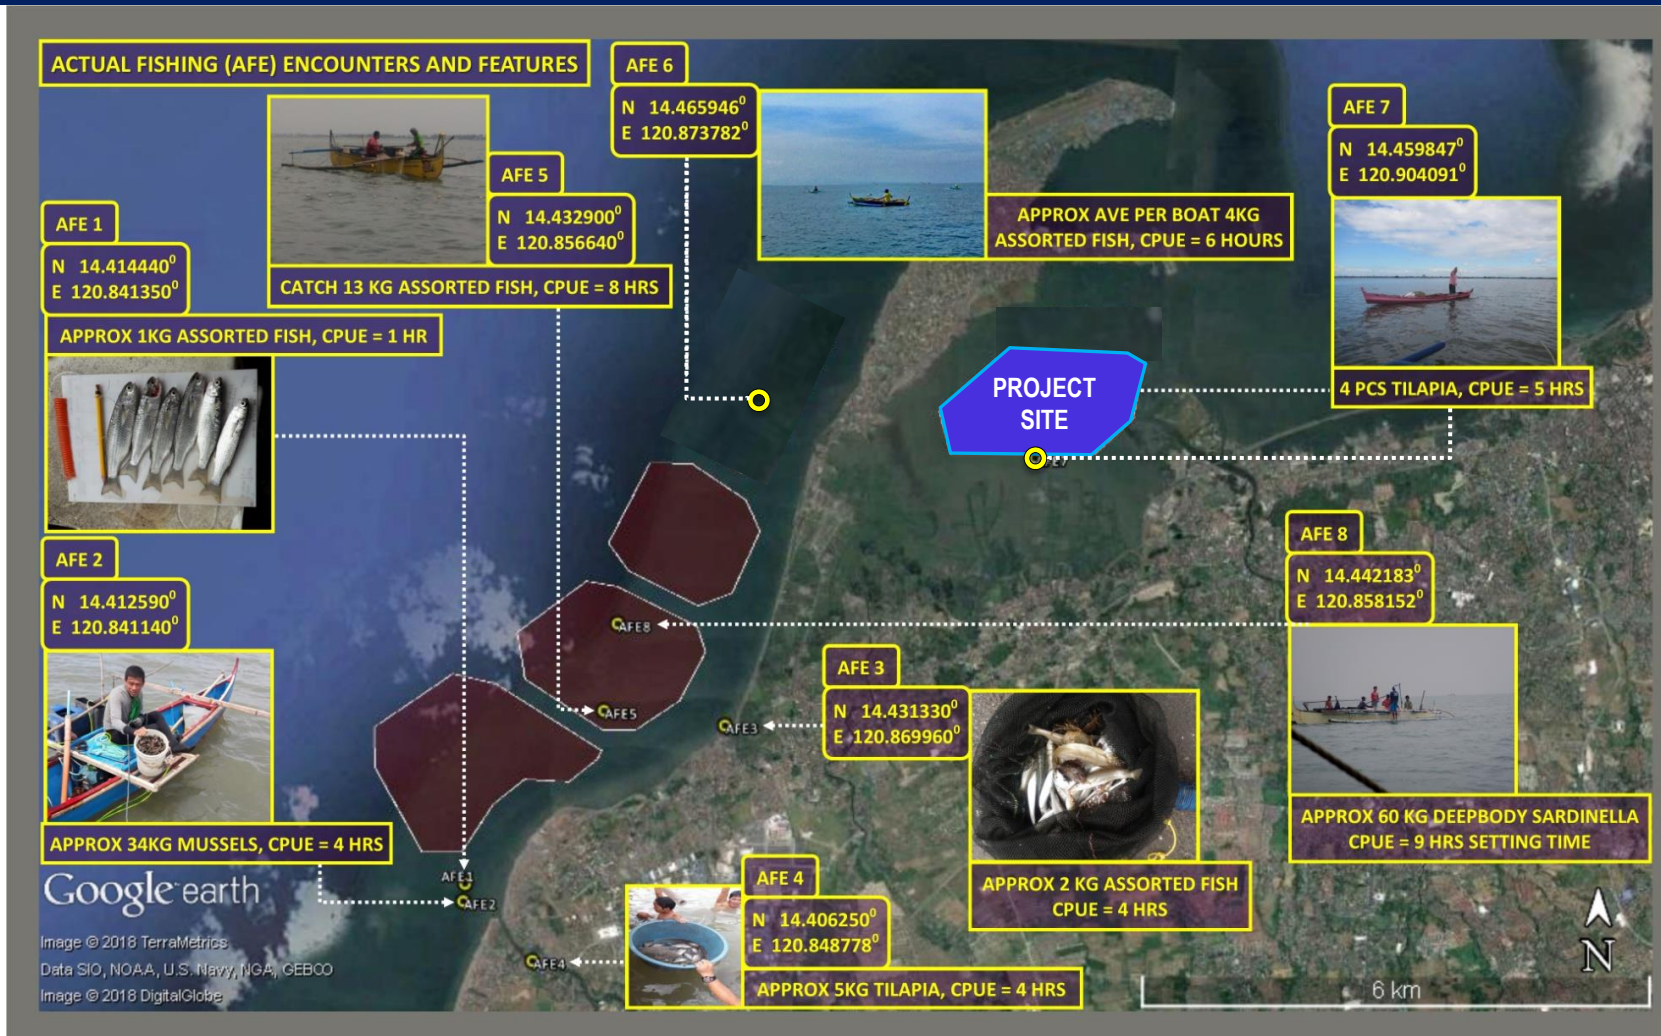 ACTUAL FISHING (AFE) ENCOUNTERS AND FEATURES
AFE 6
N 14.465946⁰
E 120.873782⁰
APPROX AVE PER BOAT 4KG
ASSORTED FISH, CPUE = 6 HOURS
AFE 7
N 14.459847⁰
E 120.904091⁰
4 PCS TILAPIA, CPUE = 5 HRS
AFE 5
N 14.432900⁰
E 120.856640⁰
CATCH 13 KG ASSORTED FISH, CPUE = 8 HRS
AFE 1
N 14.414440⁰
E 120.841350⁰
APPROX 1KG ASSORTED FISH, CPUE = 1 HR
PROJECT
SITE
AFE 2
N 14.412590⁰
E 120.841140⁰
APPROX 34KG MUSSELS, CPUE = 4 HRS
AFE 8
N 14.442183⁰
E 120.858152⁰
APPROX 60 KG DEEPBODY SARDINELLA
CPUE = 9 HRS SETTING TIME
AFE8
AFE5
AFE3
AFE 3
N 14.431330⁰
E 120.869960⁰
APPROX 2 KG ASSORTED FISH
CPUE = 4 HRS
AFE1
AFE2
AFE4
AFE 4
N 14.406250⁰
E 120.848778⁰
APPROX 5KG TILAPIA, CPUE = 4 HRS
Google earth
Image © 2018 TerraMetrics
Data SIO, NOAA, U.S. Navy, NGA, GEBCO
Image © 2018 DigitalGlobe
N
6 km